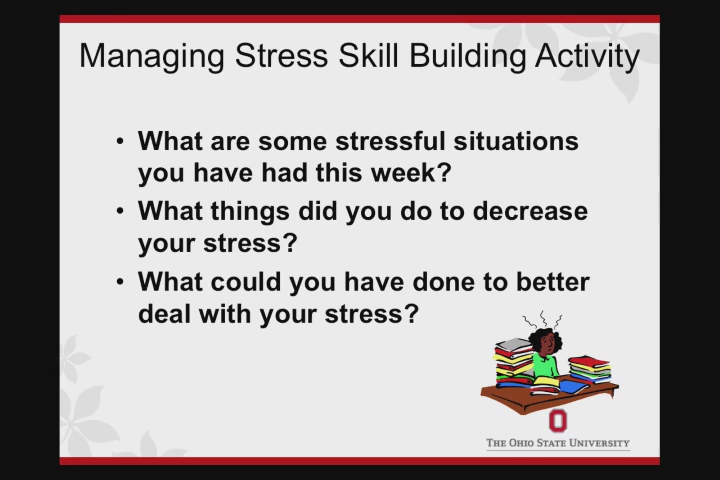 Managing Stress Skill Building Activity
• What are some stressful situations
you have had this week?
• What things did you do to decrease
your stress?
• What could you have done to better
deal with your stress?
O
THE OHIO STATE UNIVERSITY